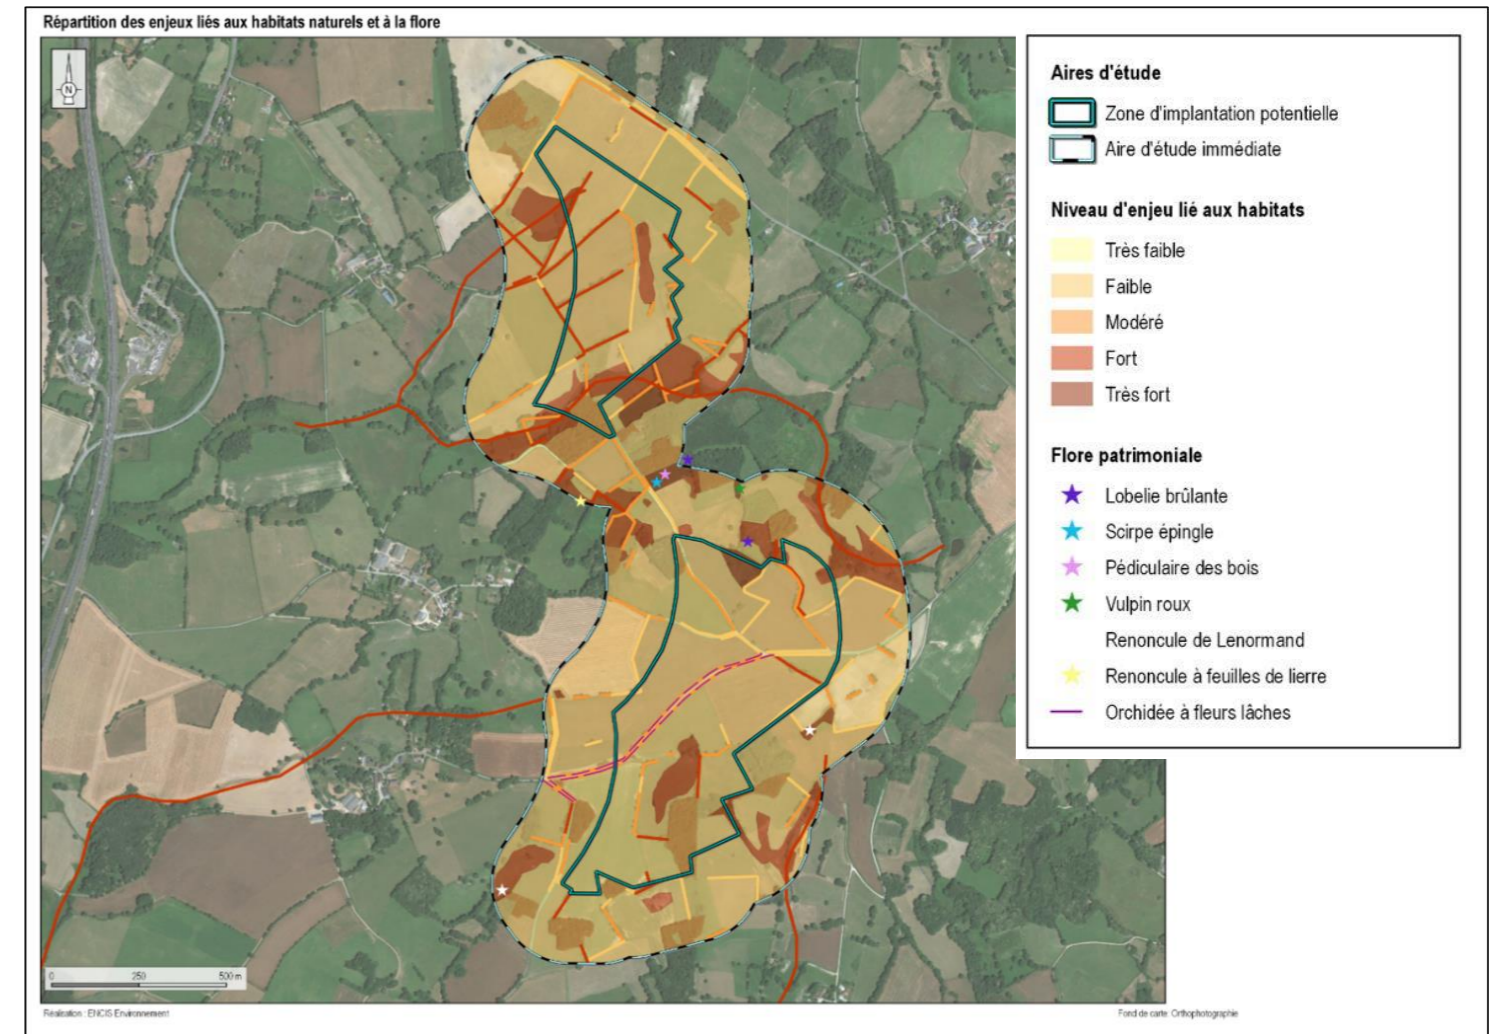 Répartition des enjeux liés aux habitats naturels et à la flore
N
Aires d'étude
Zone d'implantation potentielle
Aire d'étude immédiate
Niveau d'enjeu lié aux habitats
Très faible
Faible
Modéré
Fort
Très fort
Flore patrimoniale
Lobelie brûlante
Scirpe épingle
Pédiculaire des bois
Vulpin roux
Renoncule de Lenormand
Renoncule à feuilles de lierre
Orchidée à fleurs lâches
0 250 500 m
Réalisation : ENCIS Environnement
Fond de carte: Orthophotographie